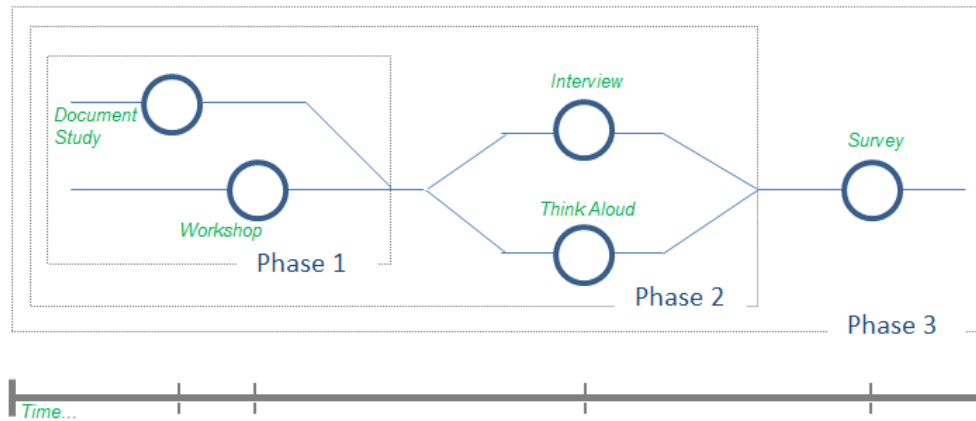 Interview
Document
Study
Survey
Think Aloud
Workshop
Phase 1
Phase 2
Phase 3
Time...